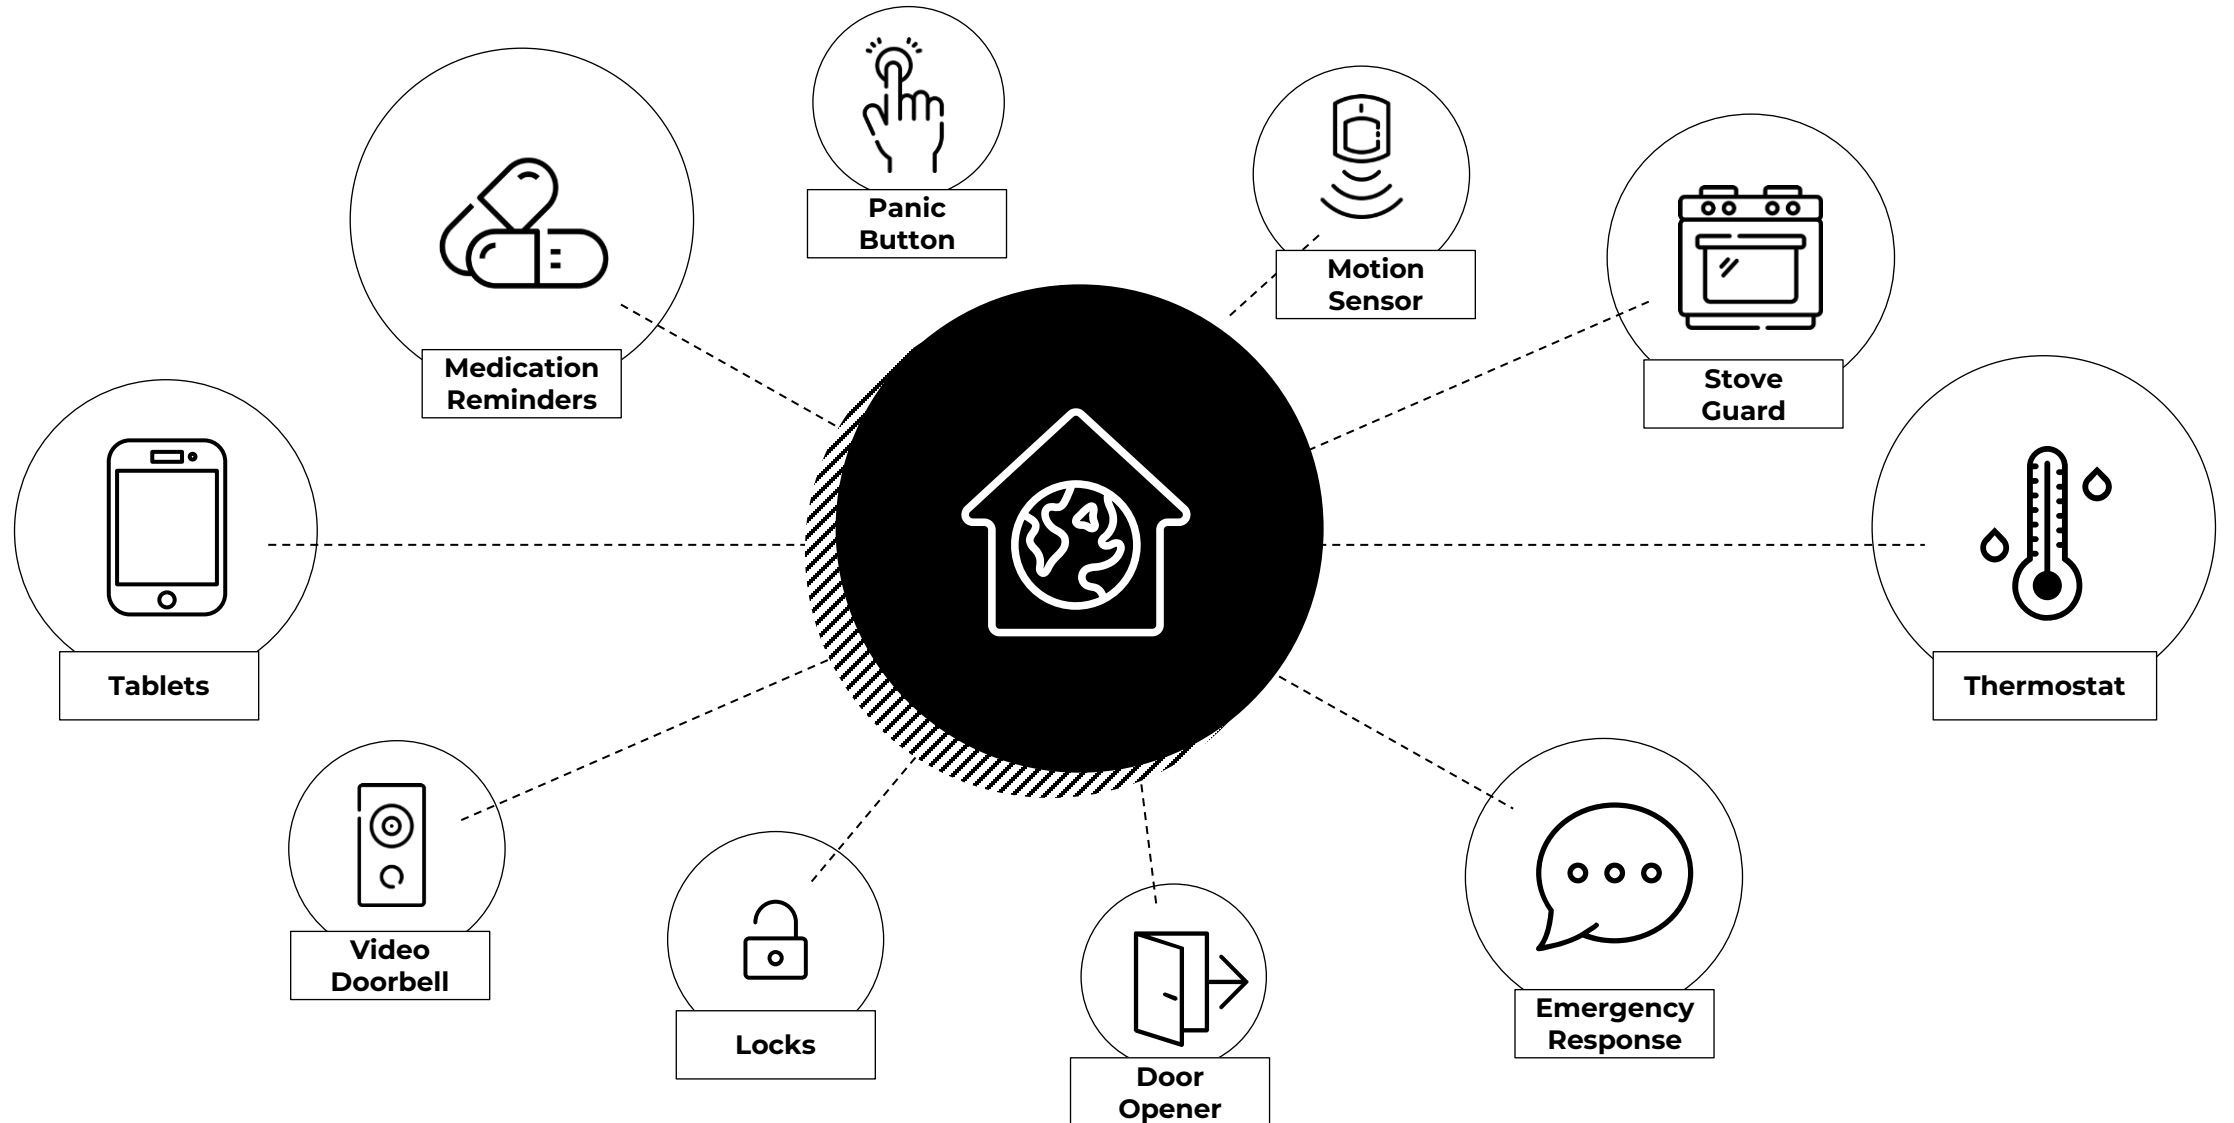 Panic
Button
Motion
Sensor
Medication
Reminders
Stove
Guard
Tablets
Thermostat
Video
Doorbell
Locks
Emergency
Response
Door
Opener